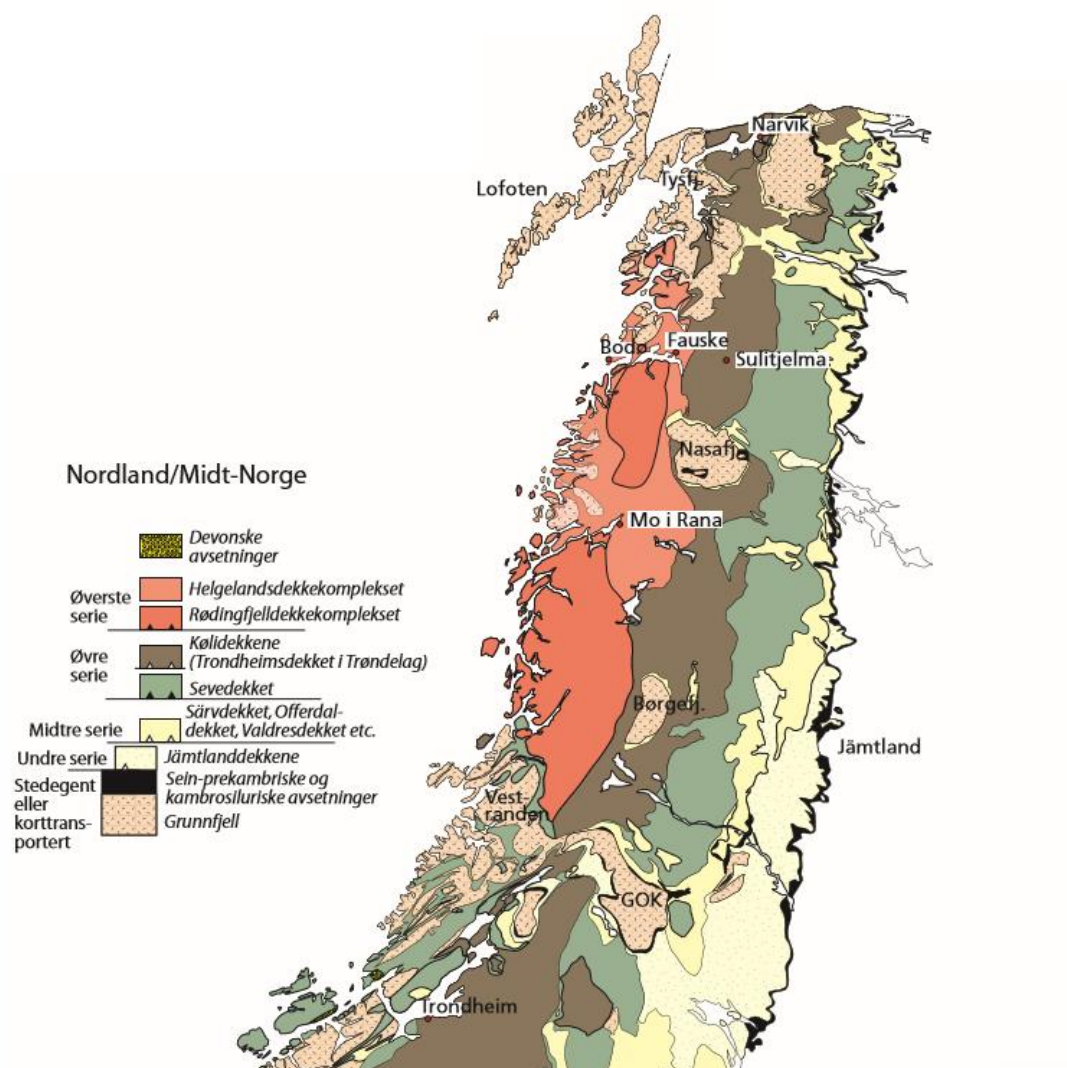 Narvik
Tysfj.
Lofoten
Bodø
Fauske
Sulitjelma
Nasafj.
Nordland/Midt-Norge
Mo i Rana
Devonske
avsetninger
Øverste
serie
Helgelandsdekkekomplekset
Rødingfjelldekkekomplekset
Øvre
serie
Kølidekkene
(Trondheimsdekket i Trøndelag)
Sevedekket
Midtre serie
Särvdekket, Offerdal-
dekket, Valdresdekket etc.
Undre serie
Jämtlanddekkene
Stedegent
eller
korttrans-
portert
Sein-prekambriske og
kambrosiluriske avsetninger
Grunnfjell
Børgefj.
Jämtland
Vest-
randen
GOK
Trondheim